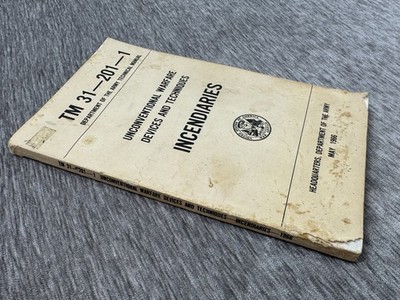 TM 31—201—1
DEPARTMENT OF THE ARMY TECHNICAL MANUAL
UNCONVENTIONAL WARFARE
DEVICES AND TECHNIQUES
INCENDIARIES
HEADQUARTERS, DEPARTMENT OF THE ARMY
MAY 1966
TM 31—201—1 UNCONVENTIONAL WARFARE DEVICES AND TECHNIQUES—INCENDIARIES—1966